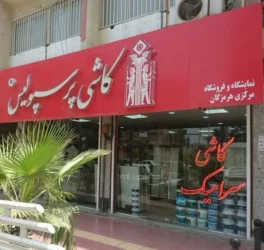 کاشی پرسپولیس
نمایشگاه و فروشگاه
مرکزی هرمزگان
کاشی
سرامیک